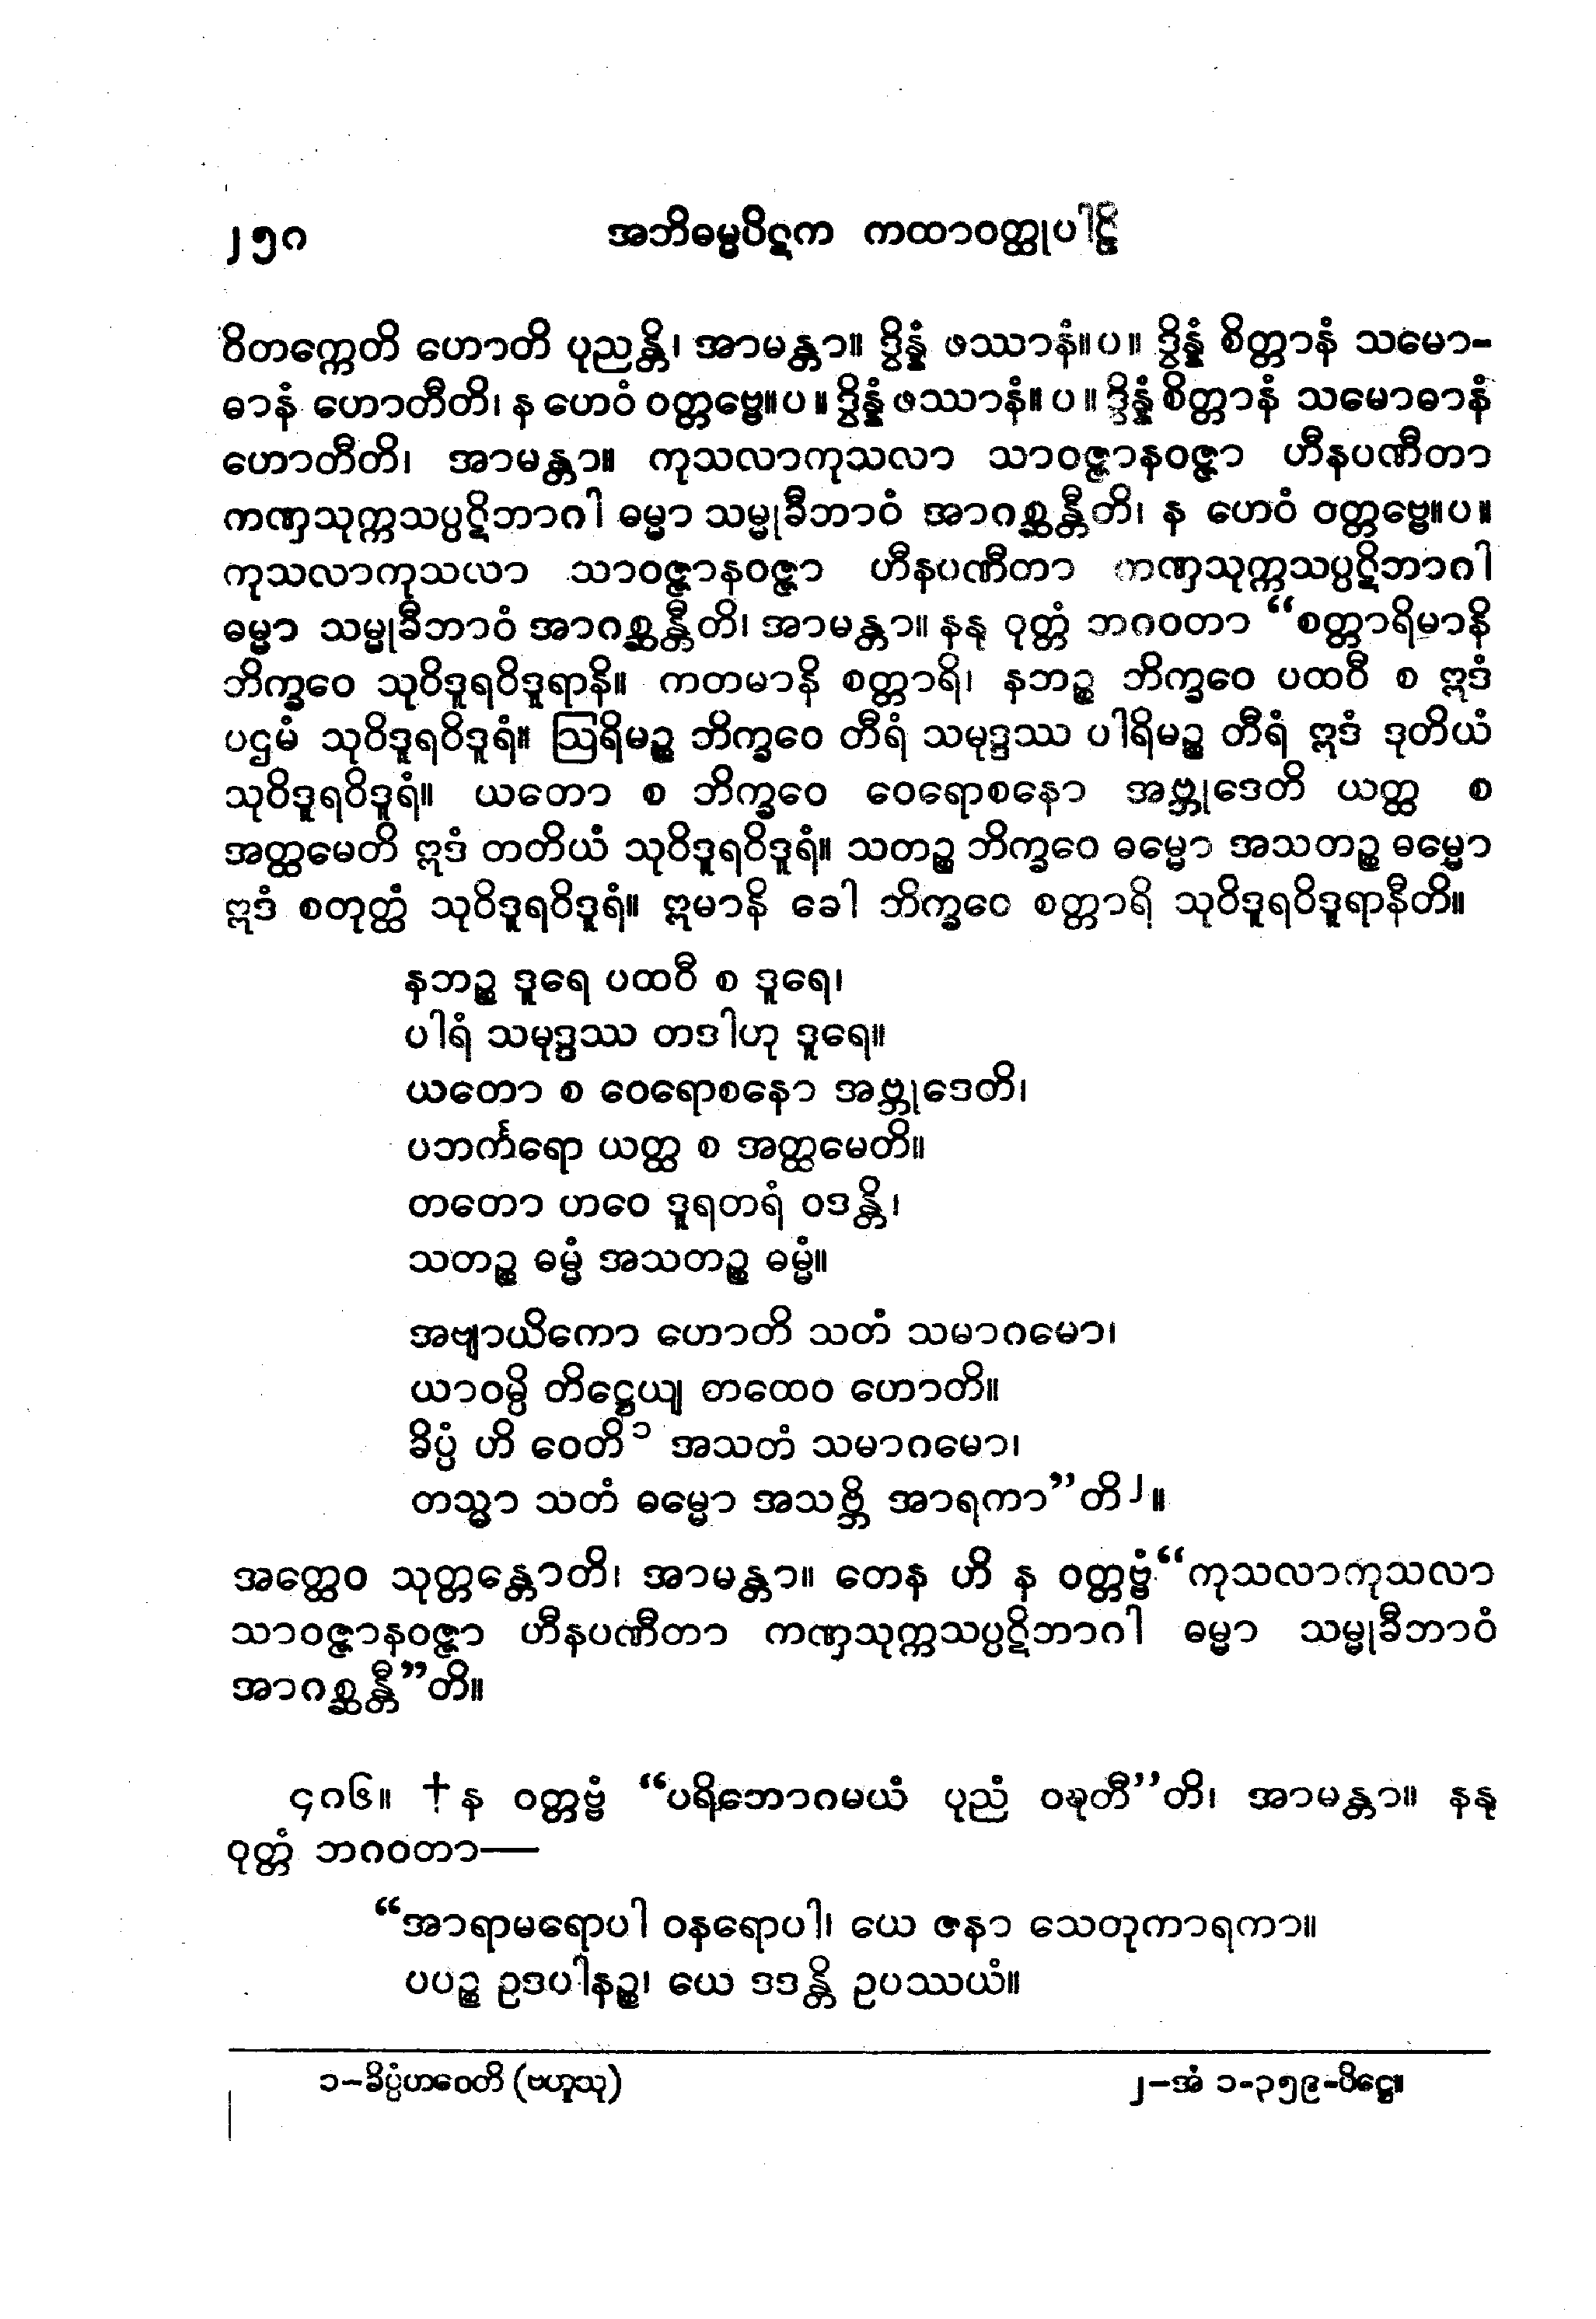 ၂၅၈ အဘိဓမ္မပိဋက ကထာဝတ္ထုပါဠိ
ဝိတက္ကေတိ ဟောတိ ပုညန္တိ၊ အာမန္တာ။ ဒွိန္နံ ဖဿာနံ။ပ။ ဒွိန္နံ စိတ္တာနံ သမော-
ဓာနံ ဟောတီတိ၊ န ဟေဝံ ဝတ္တဗ္ဗေ။ပ။ ဒွိန္နံ ဖဿာနံ။ပ။ ဒွိန္နံ စိတ္တာနံ သမောဓာနံ
ဟောတီတိ၊ အာမန္တာ။ ကုသလာကုသလာ သာဝဇ္ဇာနဝဇ္ဇာ ဟီနပဏီတာ
ကဏှသုက္ကသပ္ပဋိဘာဂါ ဓမ္မာ သမ္မုခီဘာဝံ အာဂစ္ဆန္တီတိ၊ န ဟေဝံ ဝတ္တဗ္ဗေ။ပ။
ကုသလာကုသလာ သာဝဇ္ဇာနဝဇ္ဇာ ဟီနပဏီတာ ကဏှသုက္ကသပ္ပဋိဘာဂါ
ဓမ္မာ သမ္မုခီဘာဝံ အာဂစ္ဆန္တီတိ၊ အာမန္တာ။ နနု ဝုတ္တံ ဘဂဝတာ “စတ္တာရိမာနိ
ဘိက္ခဝေ သုဝိဒူရဝိဒူရာနိ။ ကတမာနိ စတ္တာရိ၊ နဘဉ္စ ဘိက္ခဝေ ပထဝီ စ ဣဒံ
ပဌမံ သုဝိဒူရဝိဒူရံ။ ဩရိမဉ္စ ဘိက္ခဝေ တီရံ သမုဒ္ဒဿ ပါရိမဉ္စ တီရံ ဣဒံ ဒုတိယံ
သုဝိဒူရဝိဒူရံ။ ယတော စ ဘိက္ခဝေ ဝေရောစနော အဗ္ဘုဒေတိ ယတ္ထ စ
အတ္ထမေတိ ဣဒံ တတိယံ သုဝိဒူရဝိဒူရံ။ သတဉ္စ ဘိက္ခဝေ ဓမ္မော အသတဉ္စ ဓမ္မော
ဣဒံ စတုတ္ထံ သုဝိဒူရဝိဒူရံ။ ဣမာနိ ခေါ ဘိက္ခဝေ စတ္တာရိ သုဝိဒူရဝိဒူရာနီတိ။
နဘဉ္စ ဒူရေ ပထဝီ စ ဒူရေ၊
ပါရံ သမုဒ္ဒဿ တဒါဟု ဒူရေ။
ယတော စ ဝေရောစနော အဗ္ဘုဒေတိ၊
ပဘင်္ကရော ယတ္ထ စ အတ္ထမေတိ။
တတော ဟဝေ ဒူရတရံ ဝဒန္တိ၊
သတဉ္စ ဓမ္မံ အသတဉ္စ ဓမ္မံ။
အဗျာယိကော ဟောတိ သတံ သမာဂမော၊
ယာဝမ္ပိ တိဋ္ဌေယျ တထေဝ ဟောတိ။
ခိပ္ပံ ဟိ ဝေတိ၁ အသတံ သမာဂမော၊
တသ္မာ သတံ ဓမ္မော အသဗ္ဘိ အာရကာ”တိ၂။
အတ္ထေဝ သုတ္တန္တောတိ၊ အာမန္တာ။ တေန ဟိ န ဝတ္တဗ္ဗံ “ကုသလာကုသလာ
သာဝဇ္ဇာနဝဇ္ဇာ ဟီနပဏီတာ ကဏှသုက္ကသပ္ပဋိဘာဂါ ဓမ္မာ သမ္မုခီဘာဝံ
အာဂစ္ဆန္တီ”တိ။
၄၈၆။ †န ဝတ္တဗ္ဗံ “ပရိဘောဂမယံ ပုညံ ဝဍ္ဎတီ”တိ၊ အာမန္တာ။ နနု
ဝုတ္တံ ဘဂဝတာ—
“အာရာမရောပါ ဝနရောပါ၊ ယေ ဇနာ သေတုကာရကာ။
ပပဉ္စ ဥဒပါနဉ္စ၊ ယေ ဒဒန္တိ ဥပဿယံ။
၁–ခိပ္ပံဟဝေတိ (ဗဟူသု) ၂–အံ ၁-၃၅၉-ပိဋ္ဌေ။